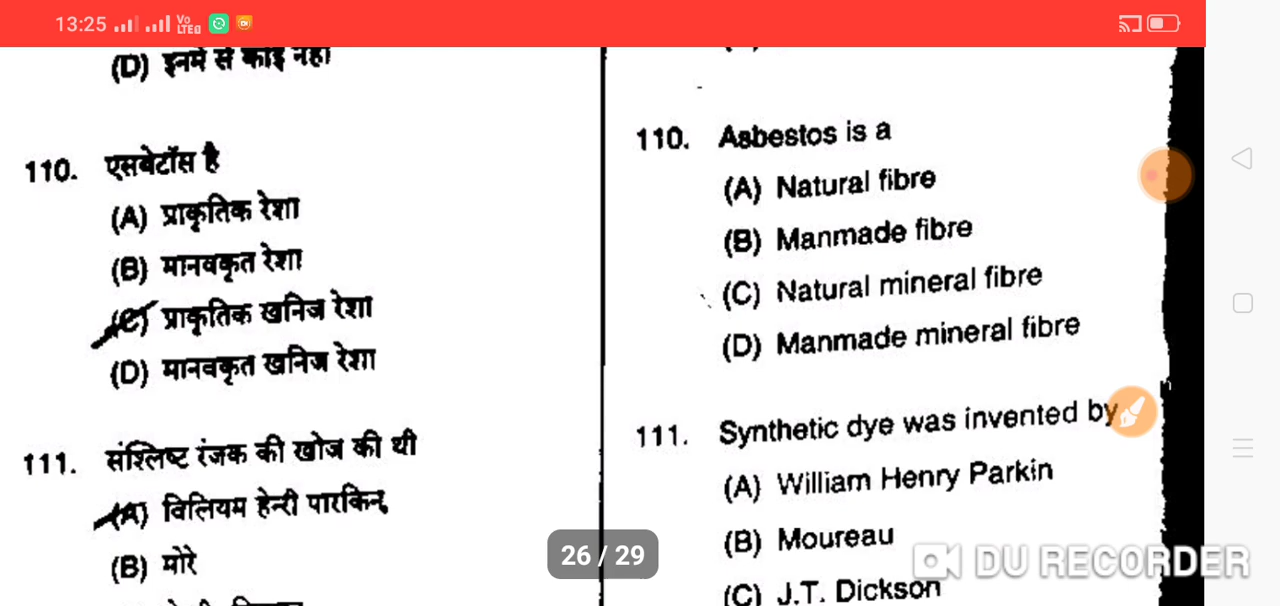 13:25 Vo LTE
(D) इनमें से कोई नहीं
110. एसबेटॉस है
(A) प्राकृतिक रेशा
(B) मानवकृत रेशा
(C) प्राकृतिक खनिज रेशा
(D) मानवकृत खनिज रेशा
111. संश्लिष्ट रंजक की खोज की थी
(A) विलियम हेन्री पारकिन
(B) मोरे
110. Asbestos is a
(A) Natural fibre
(B) Manmade fibre
(C) Natural mineral fibre
(D) Manmade mineral fibre
111. Synthetic dye was invented by
(A) William Henry Parkin
(B) Moureau
(C) J.T. Dickson
26 / 29
DU RECORDER